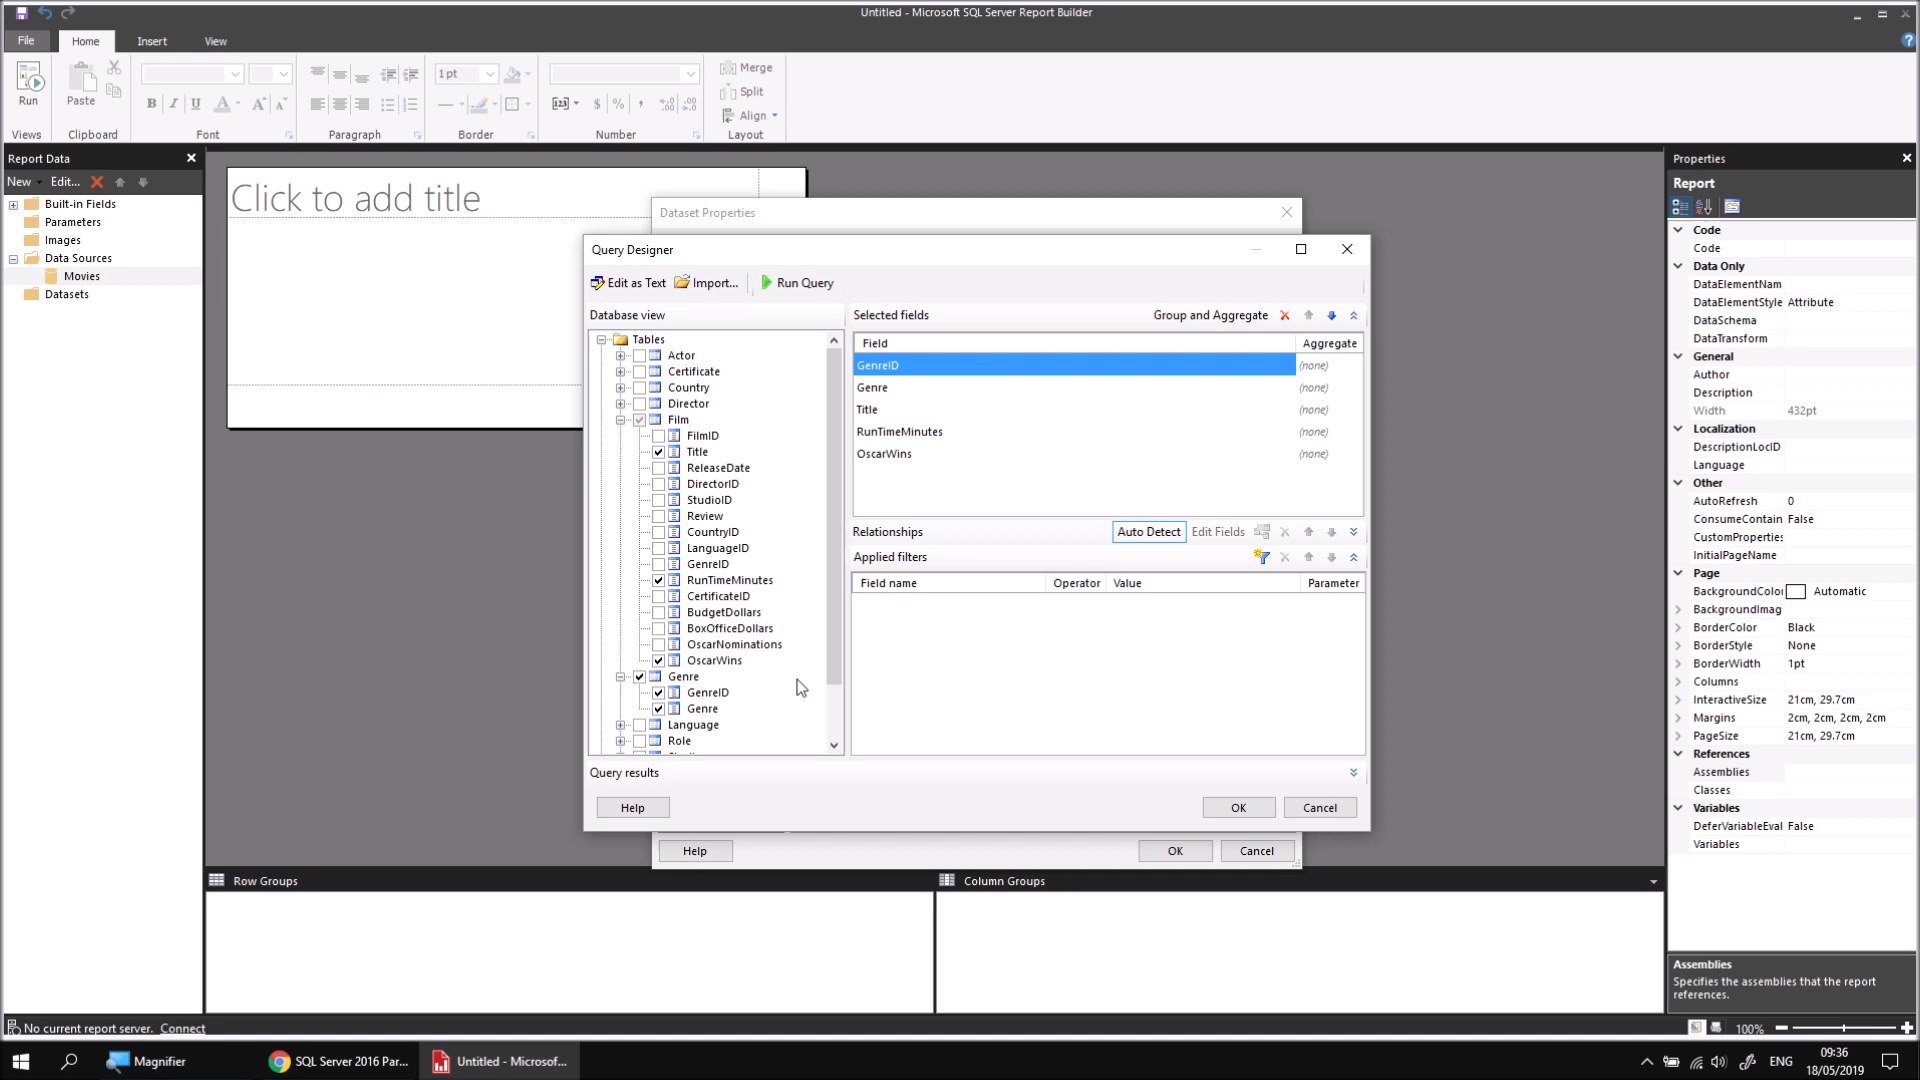 Untitled - Microsoft SQL Server Report Builder
File
Home
Insert
View
Run
Paste
1pt
Merge
Split
Align
Views
Clipboard
Font
Paragraph
Border
Number
Layout
Report Data
New
Edit...
Built-in Fields
Parameters
Images
Data Sources
Movies
Datasets
Click to add title
Dataset Properties
Query Designer
Edit as Text
Import...
Run Query
Database view
Tables
Actor
Certificate
Country
Director
Film
FilmID
Title
ReleaseDate
DirectorID
StudioID
Review
CountryID
LanguageID
GenreID
RunTimeMinutes
CertificateID
BudgetDollars
BoxOfficeDollars
OscarNominations
OscarWins
Genre
GenreID
Genre
Language
Role
Selected fields
Group and Aggregate
Field Aggregate
GenreID (none)
Genre (none)
Title (none)
RunTimeMinutes (none)
OscarWins (none)
Relationships
Auto Detect
Edit Fields
Applied filters
Field name Operator Value Parameter
Query results
Help
OK
Cancel
Help
OK
Cancel
Row Groups
Column Groups
Properties
Report
Code
Code
Data Only
DataElementNam
DataElementStyle Attribute
DataSchema
DataTransform
General
Author
Description
Width 432pt
Localization
DescriptionLocID
Language
Other
AutoRefresh 0
ConsumeContain False
CustomProperties
InitialPageName
Page
BackgroundColo Automatic
BackgroundImag
BorderColor Black
BorderStyle None
BorderWidth 1pt
Columns
InteractiveSize 21cm, 29.7cm
Margins 2cm, 2cm, 2cm, 2cm
PageSize 21cm, 29.7cm
References
Assemblies
Classes
Variables
DeferVariableEval False
Variables
Assemblies
Specifies the assemblies that the report
references.
No current report server. Connect
100%
Magnifier
SQL Server 2016 Par...
Untitled - Microsof...
ENG
09:36
18/05/2019